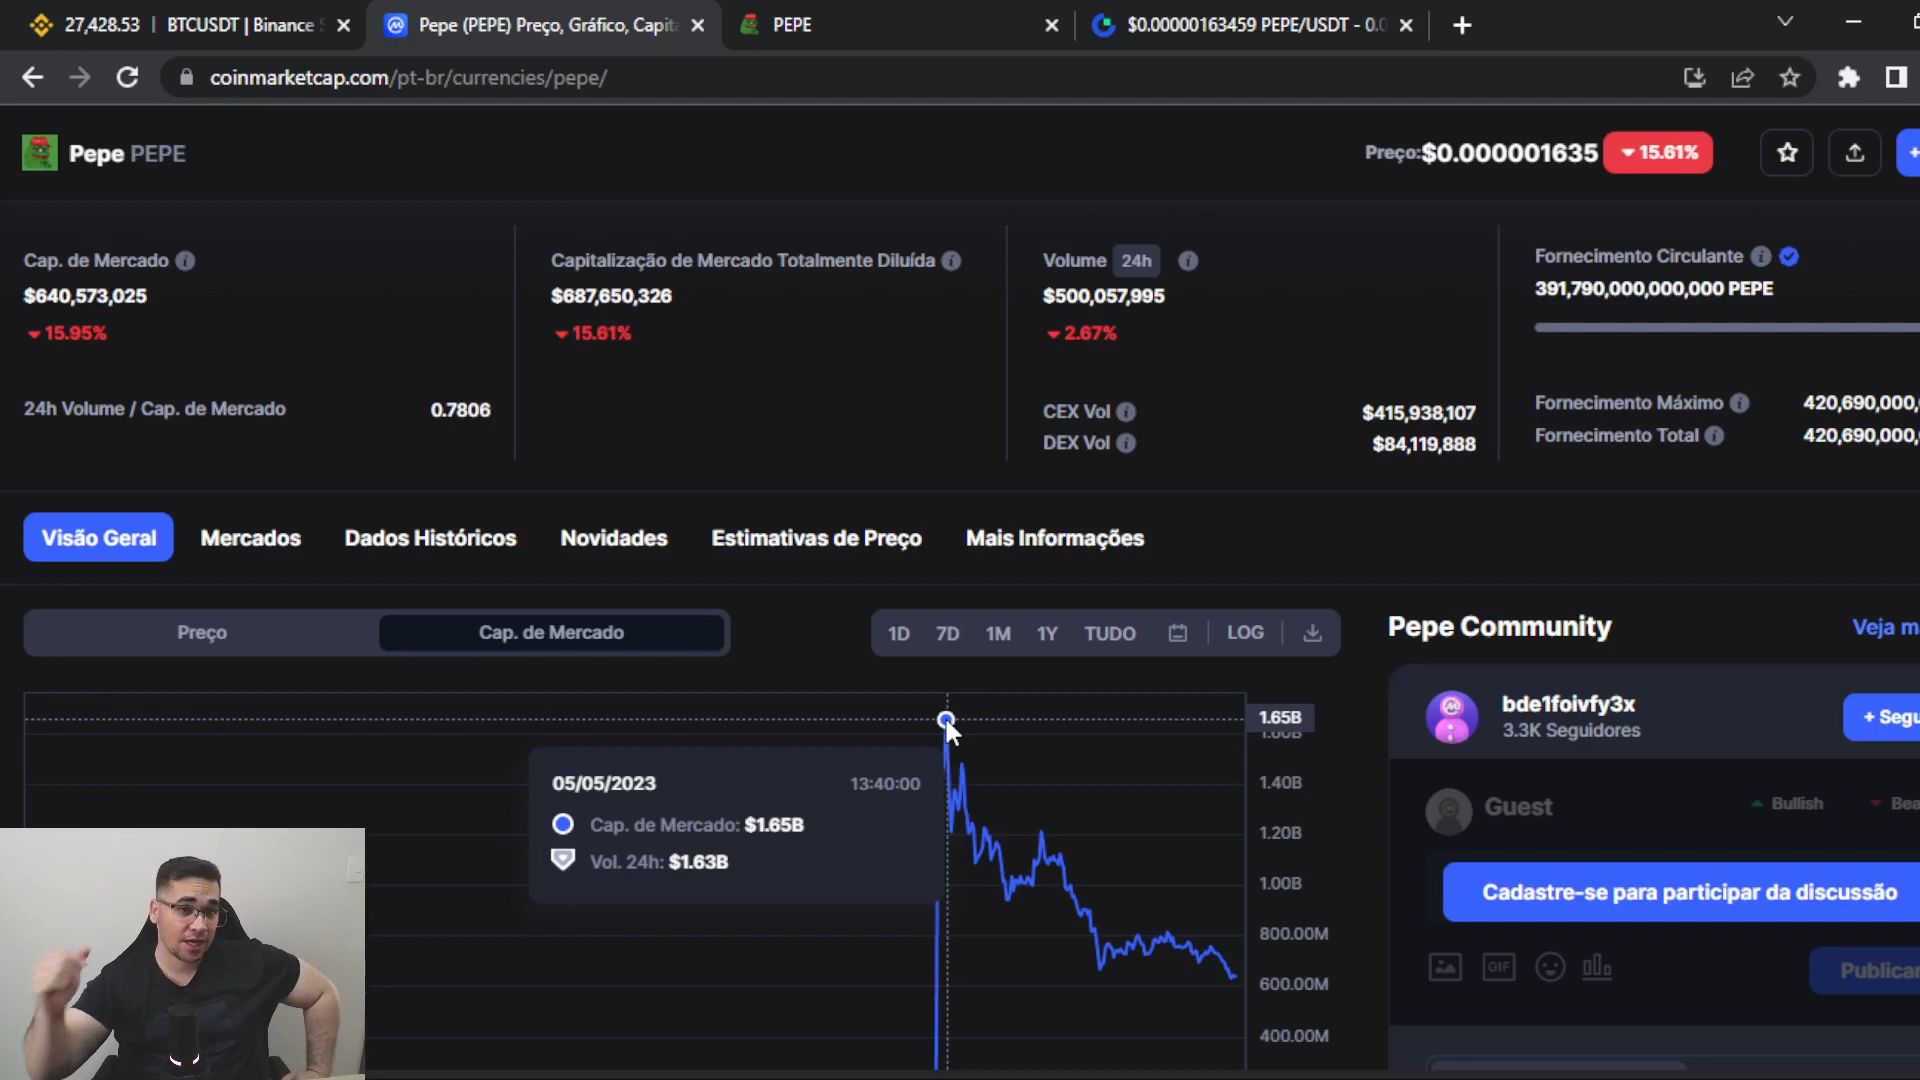 27,428.53 | BTCUSDT | Binance
Pepe (PEPE) Preço, Gráfico, Capit
PEPE
$0.00000163459 PEPE/USDT - 0.0
coinmarketcap.com/pt-br/currencies/pepe/
Pepe PEPE
Preço:$0.000001635
15.61%
Cap. de Mercado
$640,573,025
15.95%
24h Volume / Cap. de Mercado
0.7806
Capitalização de Mercado Totalmente Diluída
$687,650,326
15.61%
Volume 24h
$500,057,995
2.67%
CEX Vol
$415,938,107
DEX Vol
$84,119,888
Fornecimento Circulante
391,790,000,000,000 PEPE
Fornecimento Máximo
420,690,000,
Fornecimento Total
420,690,000,
Visão Geral
Mercados
Dados Históricos
Novidades
Estimativas de Preço
Mais Informações
Preço
Cap. de Mercado
1D
7D
1M
1Y
TUDO
LOG
1.65B
1.60B
1.40B
1.20B
1.00B
800.00M
600.00M
400.00M
05/05/2023
13:40:00
Cap. de Mercado: $1.65B
Vol. 24h: $1.63B
Pepe Community
Veja m
bde1foivfy3x
3.3K Seguidores
+ Segu
Guest
Bullish
Bea
Cadastre-se para participar da discussão
GIF
Publicar